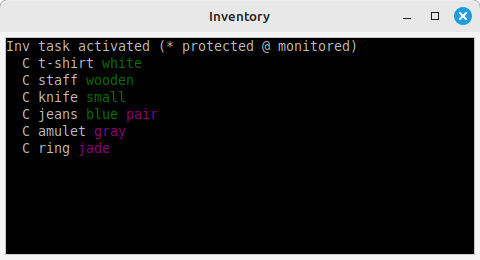 Inventory
Inv task activated (* protected @ monitored)
C t-shirt white
C staff wooden
C knife small
C jeans blue pair
C amulet gray
C ring jade